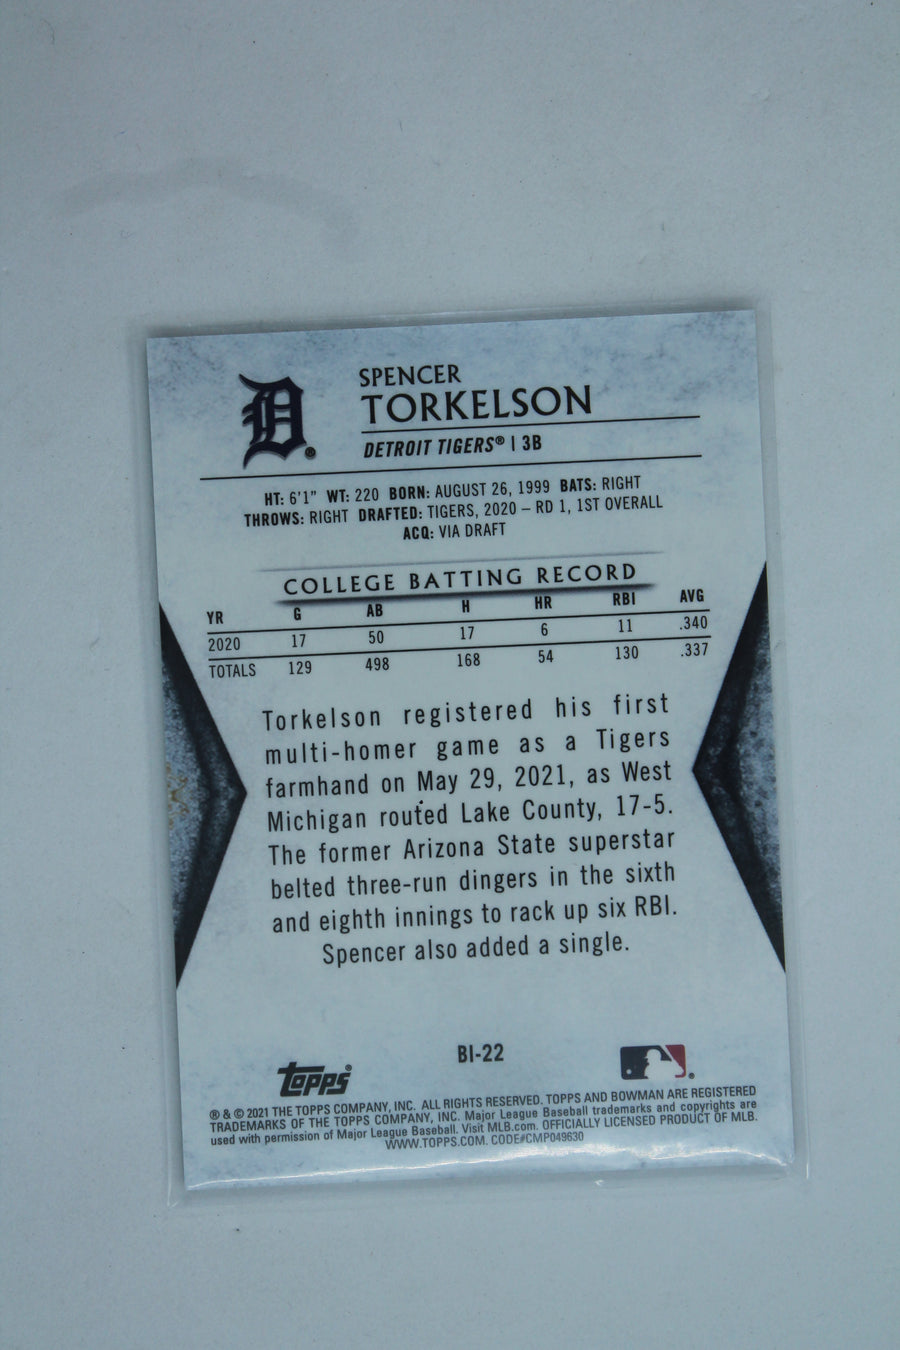 SPENCER
TORKELSON
DETROIT TIGERS® | 3B
D®
HT: 6'1" WT: 220 BORN: AUGUST 26, 1999 BATS: RIGHT
THROWS: RIGHT DRAFTED: TIGERS, 2020 – RD 1, 1ST OVERALL
ACQ: VIA DRAFT
COLLEGE BATTING RECORD
YR G AB H HR RBI AVG
2020 17 50 17 6 11 .340
TOTALS 129 498 168 54 130 .337
Torkelson registered his first
multi-homer game as a Tigers
farmhand on May 29, 2021, as West
Michigan routed Lake County, 17-5.
The former Arizona State superstar
belted three-run dingers in the sixth
and eighth innings to rack up six RBI.
Spencer also added a single.
BI-22
topps®
® & © 2021 THE TOPPS COMPANY, INC. ALL RIGHTS RESERVED. TOPPS AND BOWMAN ARE REGISTERED
TRADEMARKS OF THE TOPPS COMPANY, INC. Major League Baseball trademarks and copyrights are
used with permission of Major League Baseball. Visit MLB.com. OFFICIALLY LICENSED PRODUCT OF MLB.
WWW.TOPPS.COM. CODE#CMP049630